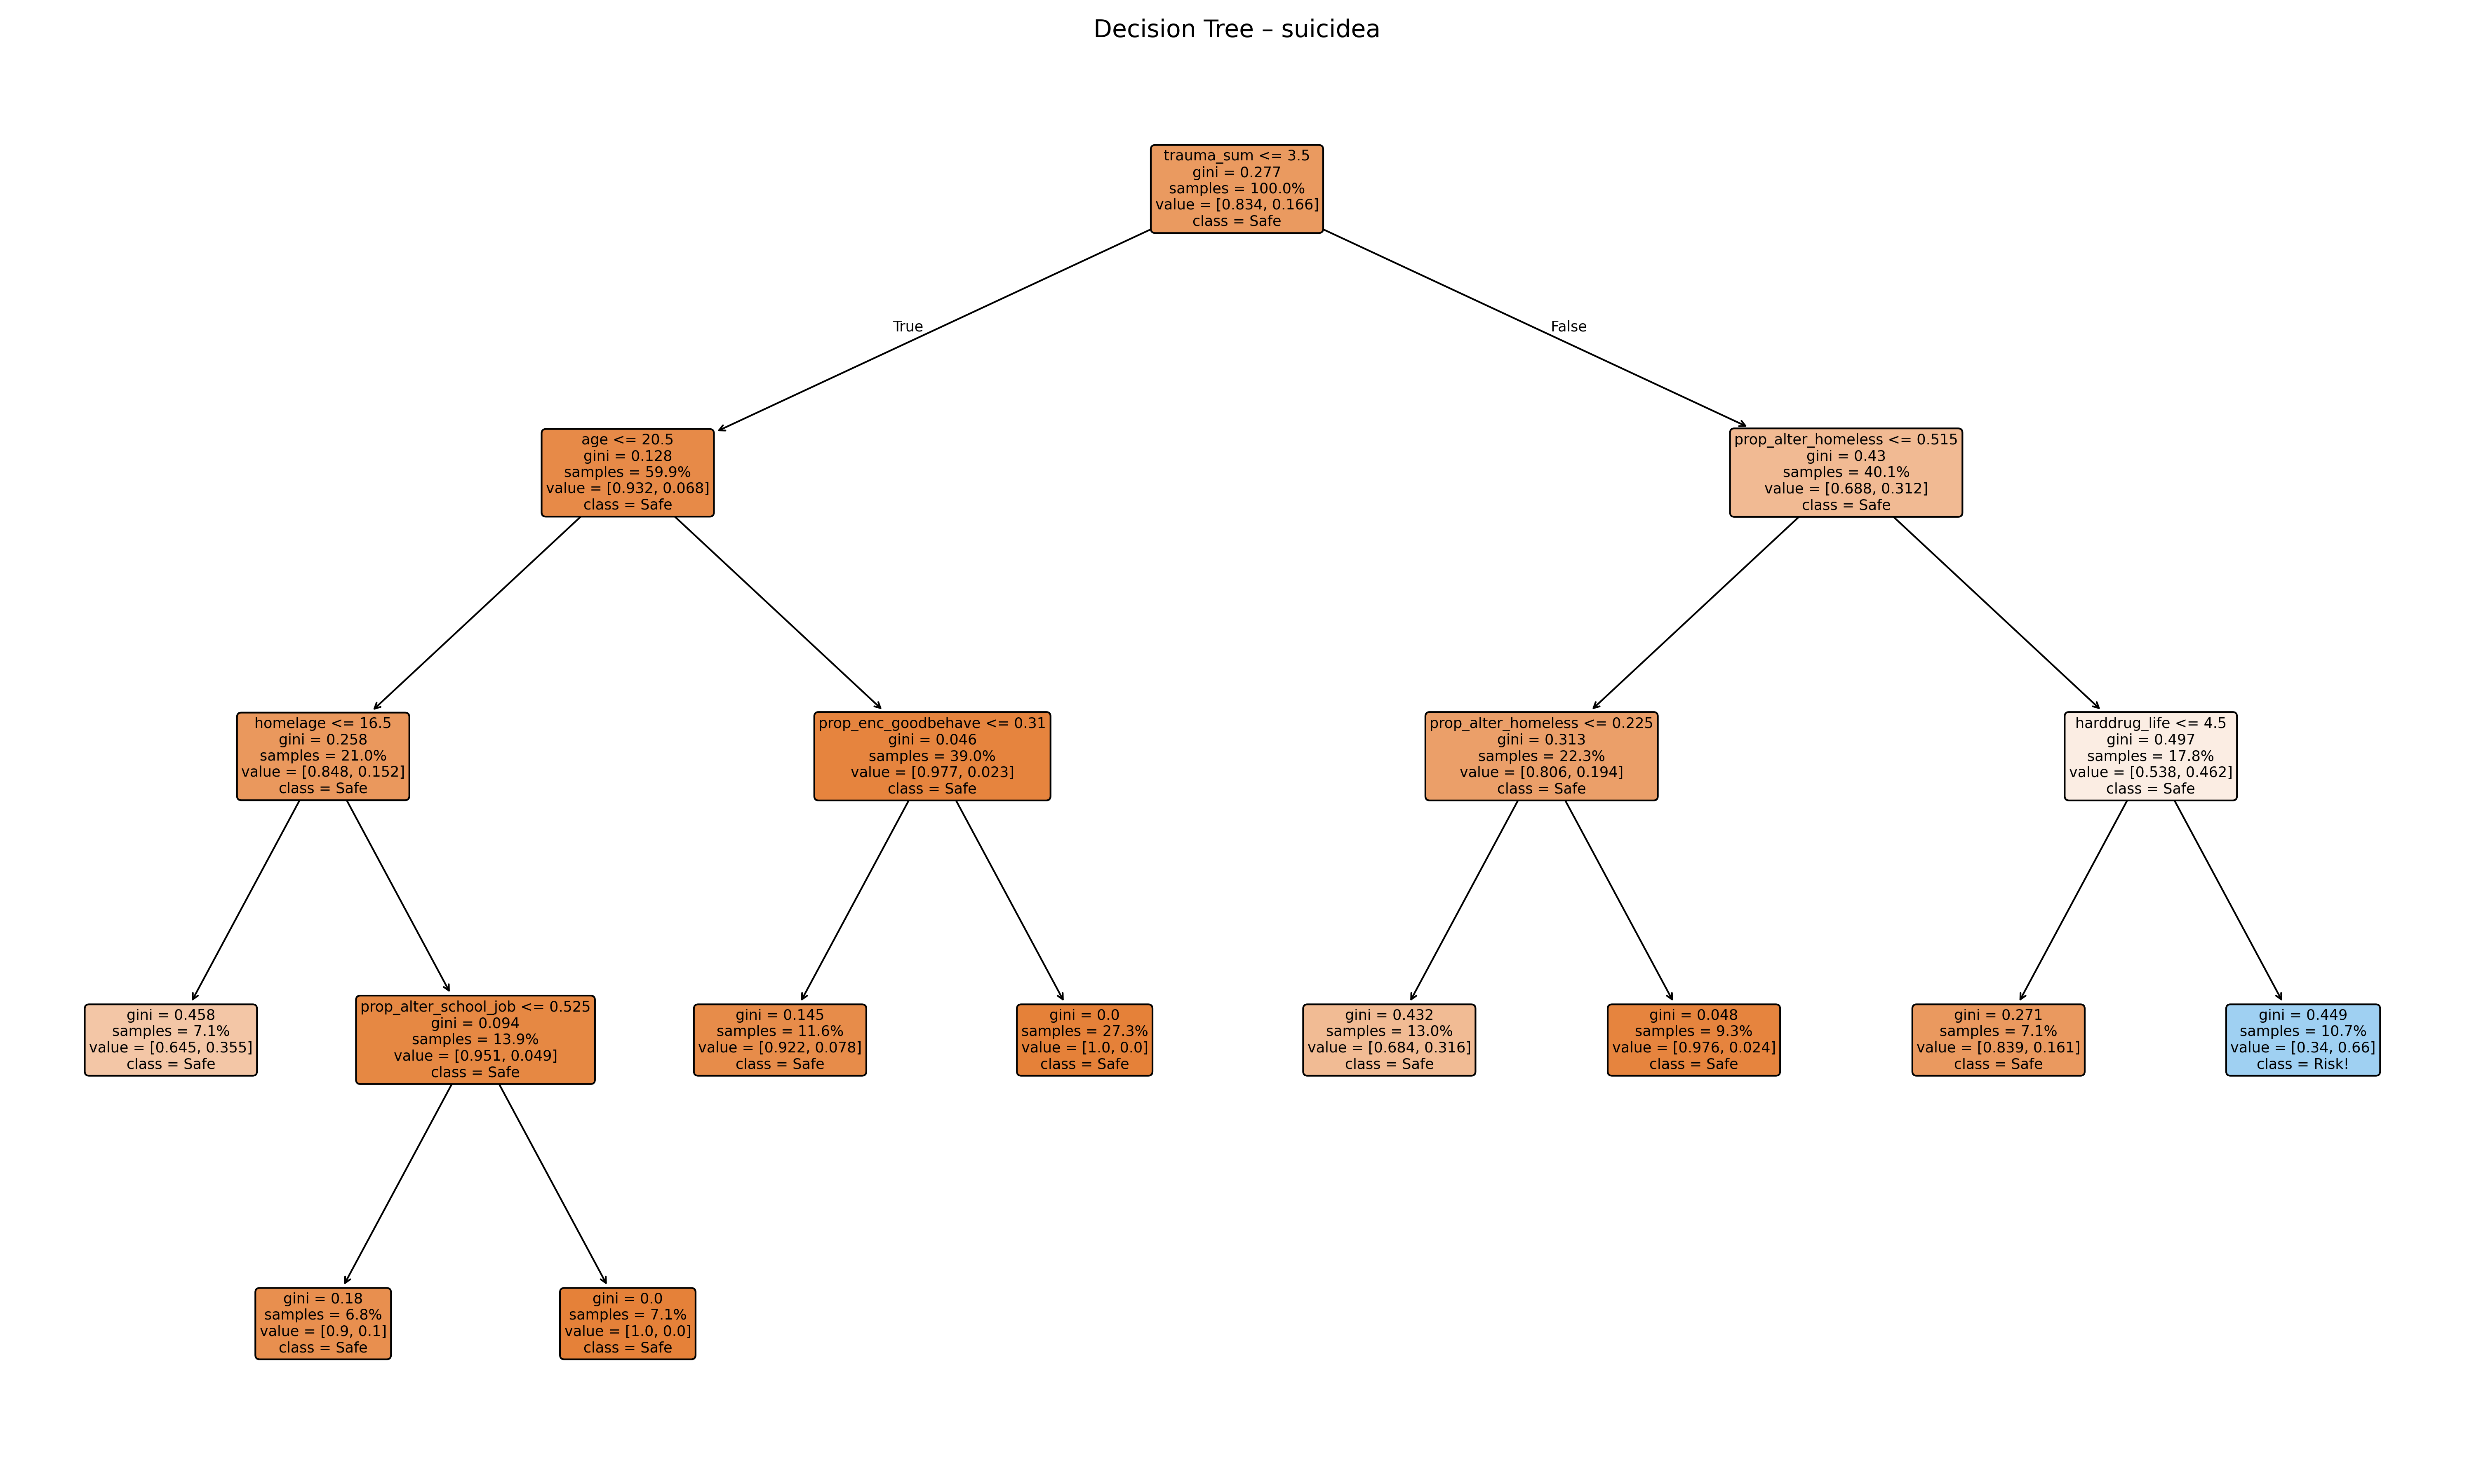 Decision Tree – suicidea
trauma_sum <= 3.5
gini = 0.277
samples = 100.0%
value = [0.834, 0.166]
class = Safe
True
False
age <= 20.5
gini = 0.128
samples = 59.9%
value = [0.932, 0.068]
class = Safe
prop_alter_homeless <= 0.515
gini = 0.43
samples = 40.1%
value = [0.688, 0.312]
class = Safe
homelage <= 16.5
gini = 0.258
samples = 21.0%
value = [0.848, 0.152]
class = Safe
prop_enc_goodbehave <= 0.31
gini = 0.046
samples = 39.0%
value = [0.977, 0.023]
class = Safe
prop_alter_homeless <= 0.225
gini = 0.313
samples = 22.3%
value = [0.806, 0.194]
class = Safe
harddrug_life <= 4.5
gini = 0.497
samples = 17.8%
value = [0.538, 0.462]
class = Safe
gini = 0.458
samples = 7.1%
value = [0.645, 0.355]
class = Safe
prop_alter_school_job <= 0.525
gini = 0.094
samples = 13.9%
value = [0.951, 0.049]
class = Safe
gini = 0.145
samples = 11.6%
value = [0.922, 0.078]
class = Safe
gini = 0.0
samples = 27.3%
value = [1.0, 0.0]
class = Safe
gini = 0.432
samples = 13.0%
value = [0.684, 0.316]
class = Safe
gini = 0.048
samples = 9.3%
value = [0.976, 0.024]
class = Safe
gini = 0.271
samples = 7.1%
value = [0.839, 0.161]
class = Safe
gini = 0.449
samples = 10.7%
value = [0.34, 0.66]
class = Risk!
gini = 0.18
samples = 6.8%
value = [0.9, 0.1]
class = Safe
gini = 0.0
samples = 7.1%
value = [1.0, 0.0]
class = Safe